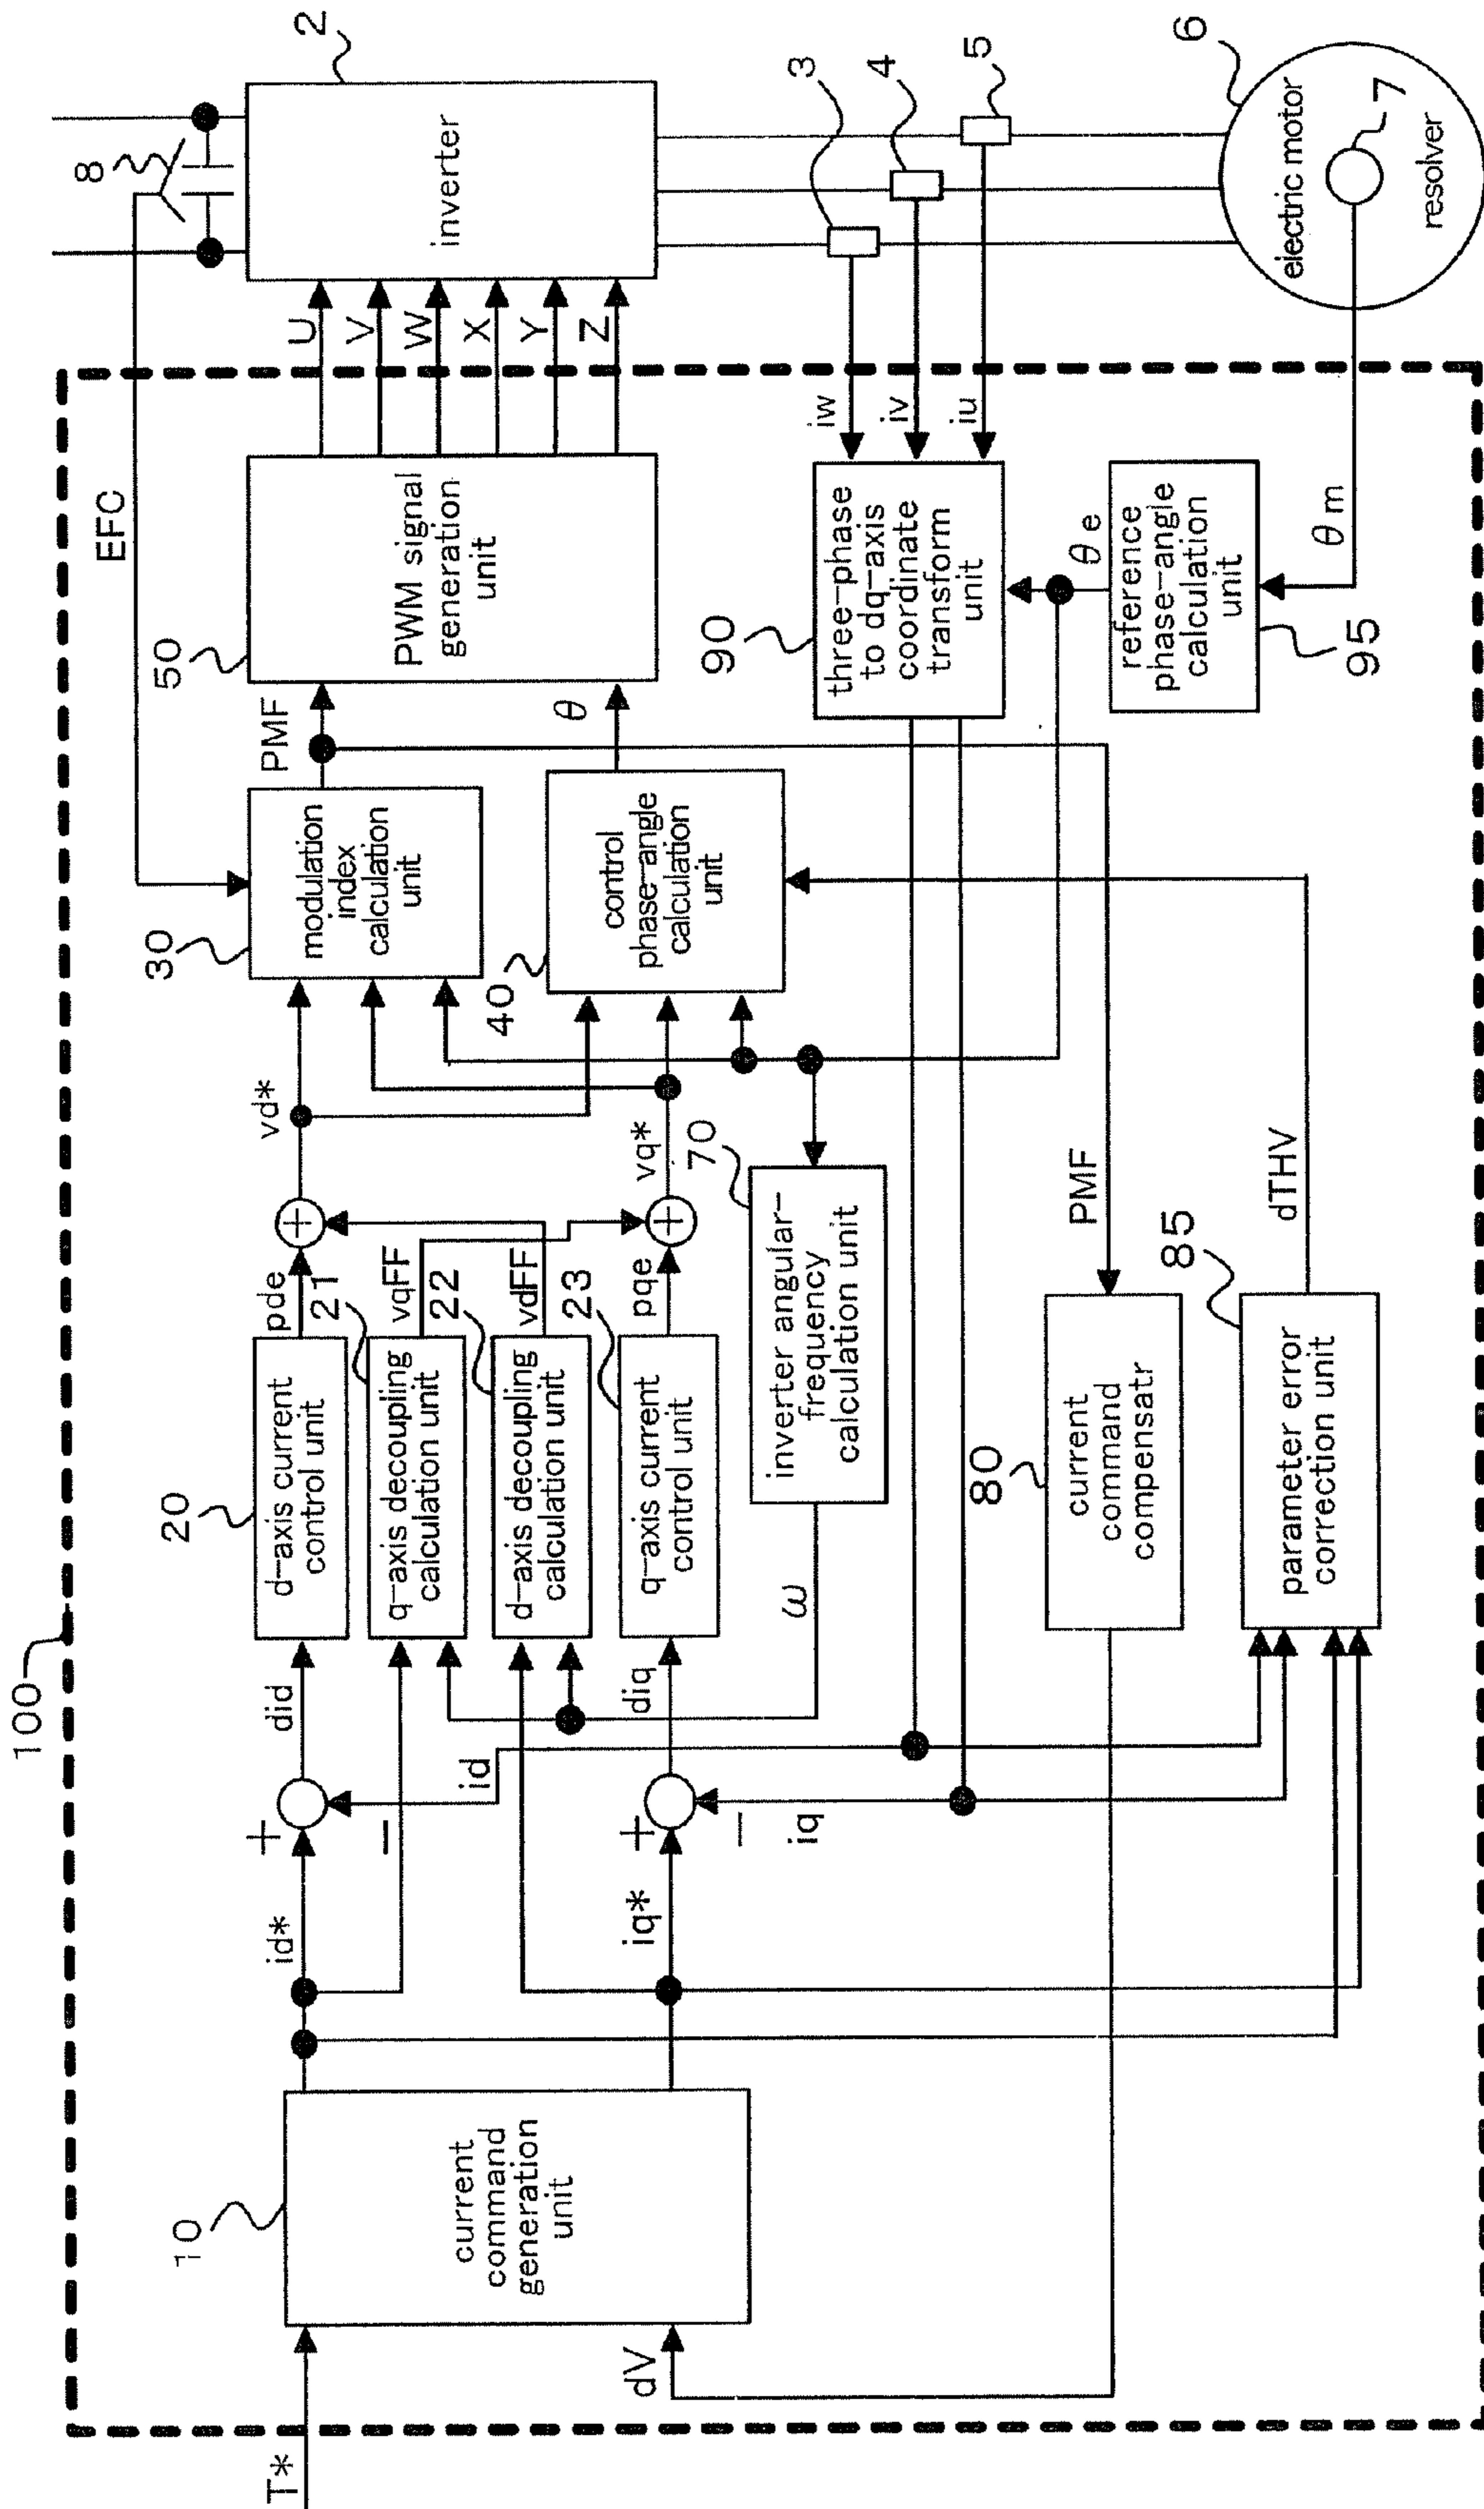 100
T*
10
current
command
generation
unit
dV
id*
iq*
+
−
+
−
id
iq
did
diq
20
d-axis current
control unit
21
q-axis decoupling
calculation unit
22
d-axis decoupling
calculation unit
23
q-axis current
control unit
pde
vqFF
vdFF
pqe
+
+
vd*
vq*
ω
70
inverter angular-
frequency
calculation unit
80
current
command
compensatr
85
parameter error
correction unit
PMF
dTHV
30
modulation
index
calculation
unit
40
control
phase-angle
calculation
unit
PMF
θ
EFC
50
PWM signal
generation
unit
U
V
W
X
Y
Z
90
three-phase
to dq-axis
coordinate
transform
unit
iw
iv
iu
θe
95
reference
phase-angle
calculation
unit
θm
8
2
inverter
3
4
5
6
electric motor
7
resolver